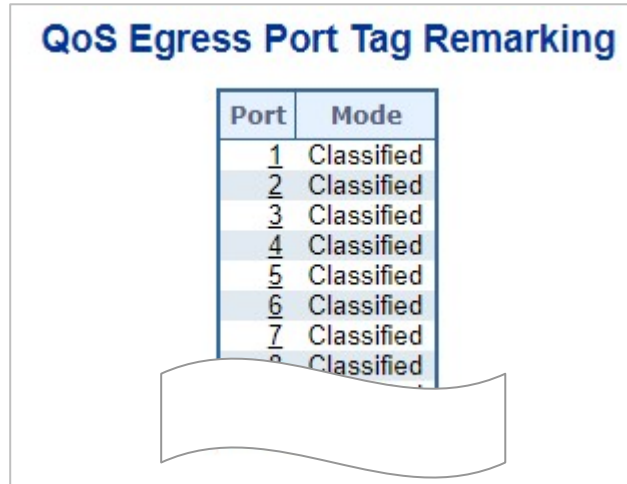 QoS Egress Port Tag Remarking
Port Mode
1 Classified
2 Classified
3 Classified
4 Classified
5 Classified
6 Classified
7 Classified
8 Classified